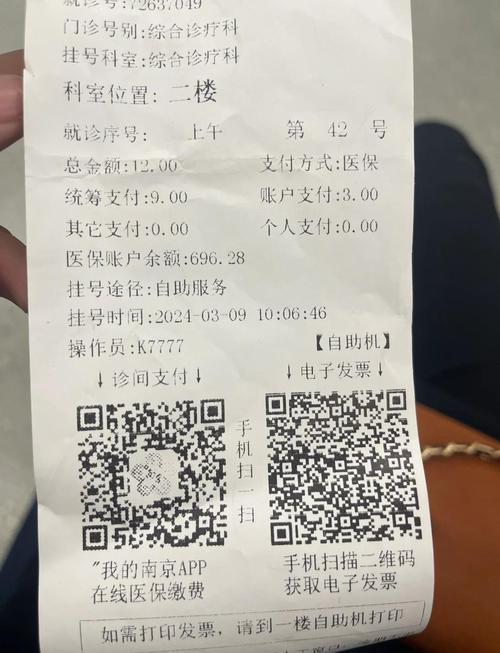 就诊号:72637049
门诊号别:综合诊疗科
挂号科室:综合诊疗科
科室位置: 二楼
就诊序号: 上午 第 42 号
总金额:12.00 支付方式:医保
统筹支付:9.00 账户支付:3.00
其它支付:0.00 个人支付:0.00
医保账户余额:696.28
挂号途径:自助服务
挂号时间:2024-03-09 10:06:46
操作员:K7777 【自助机】
↓诊间支付↓ ↓电子发票↓
手机扫一扫
"我的南京APP 手机扫描二维码
在线医保缴费 获取电子发票
如需打印发票，请到一楼自助机打印